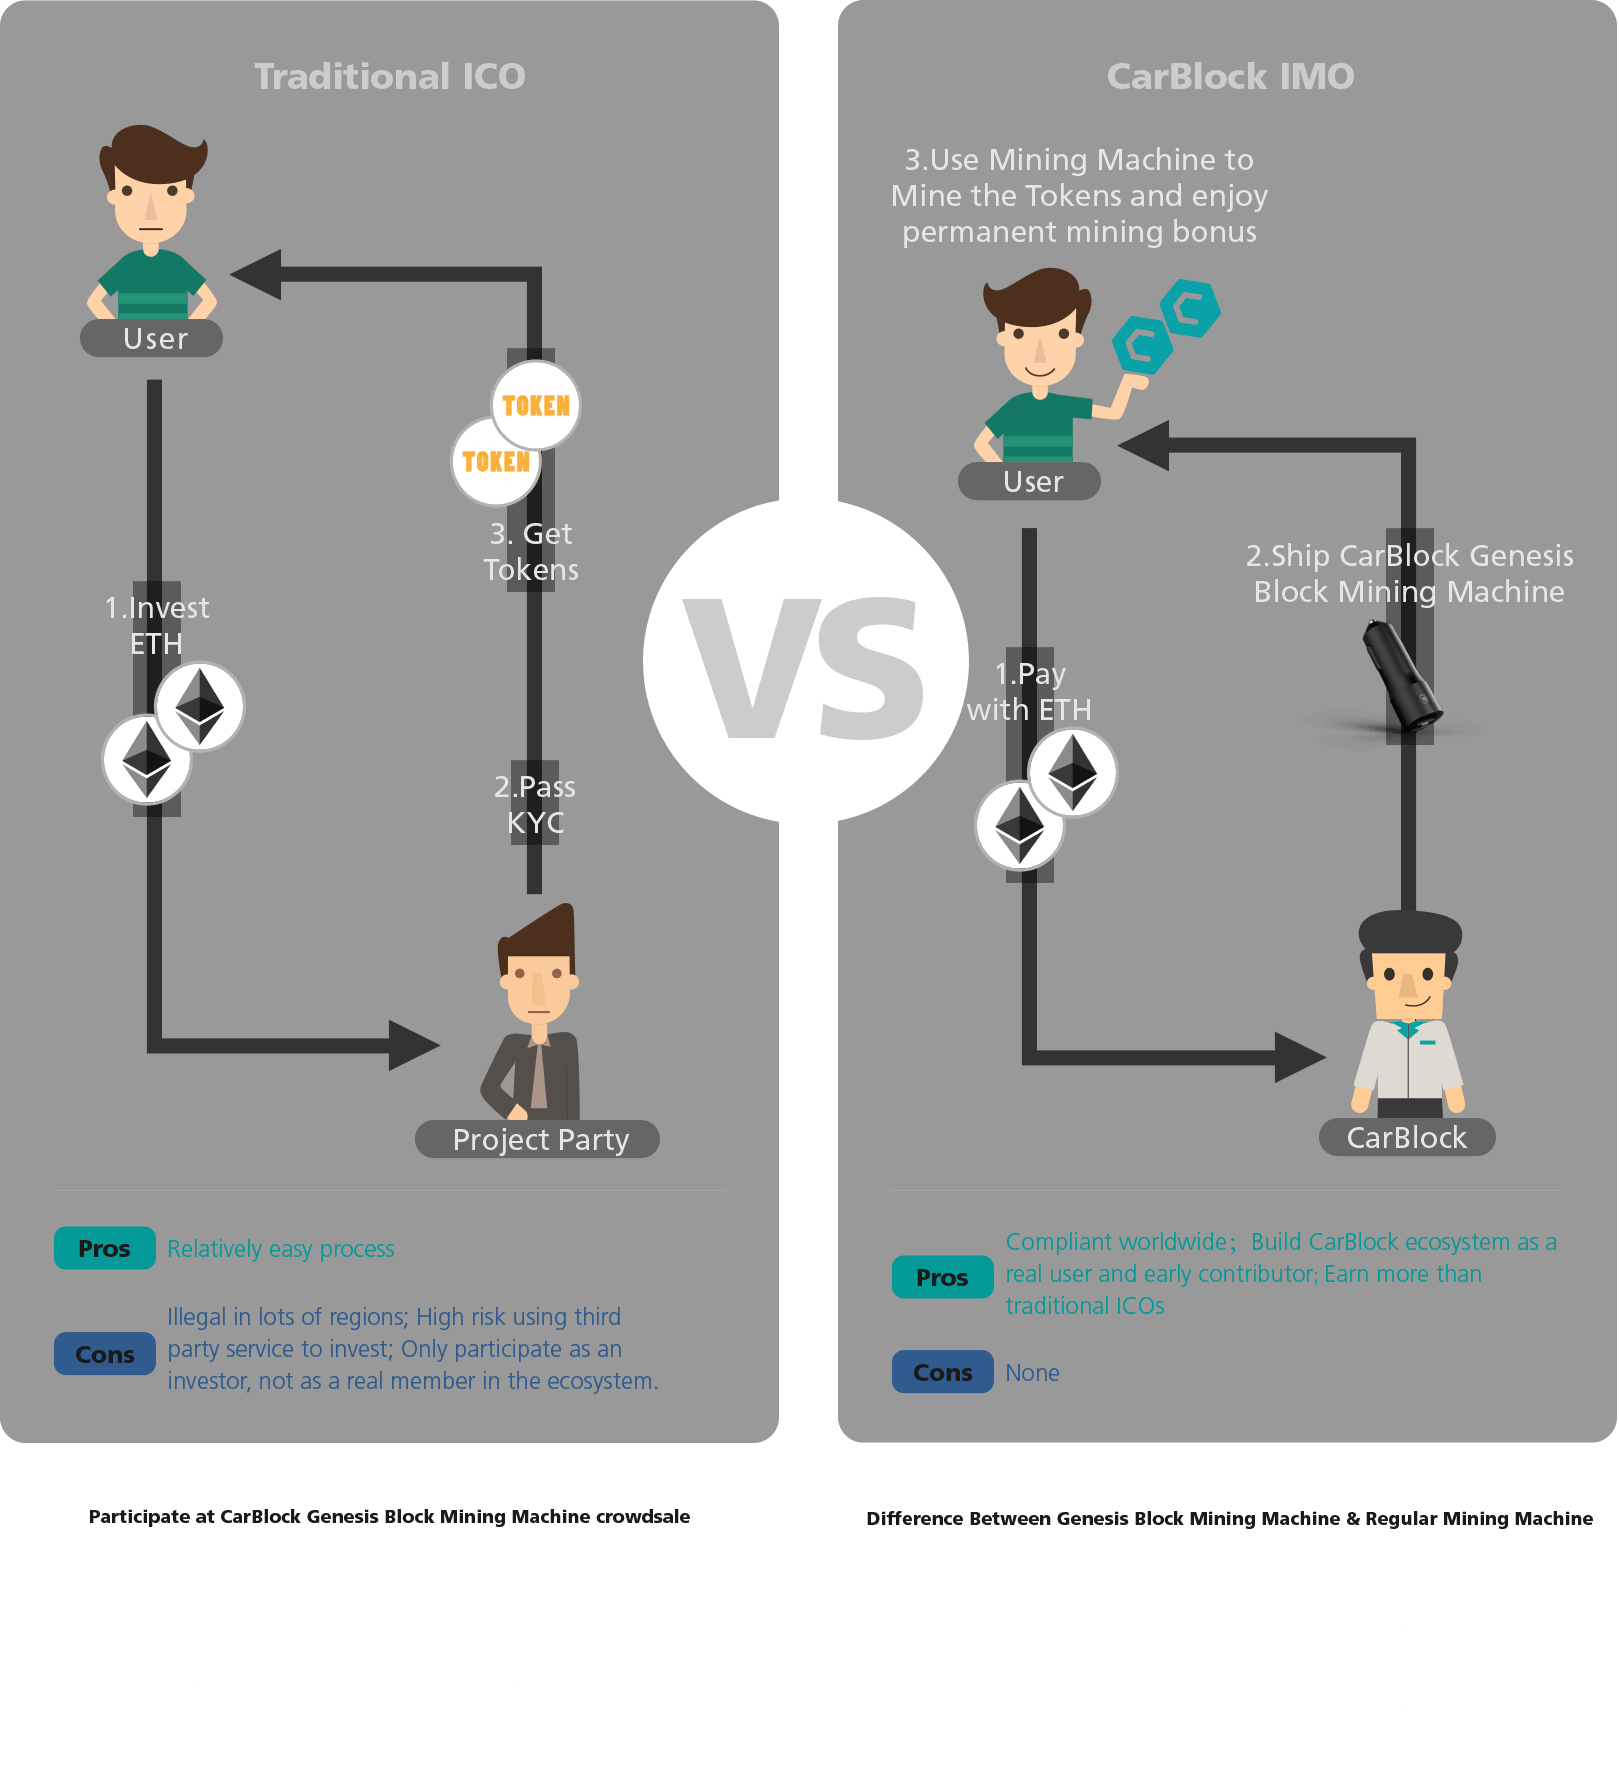 Traditional ICO
User
TOKEN
TOKEN
3. Get
Tokens
1.Invest
ETH
2.Pass
KYC
Project Party
Pros
Relatively easy process
Cons
Illegal in lots of regions; High risk using third
party service to invest; Only participate as an
investor, not as a real member in the ecosystem.
VS
CarBlock IMO
3.Use Mining Machine to
Mine the Tokens and enjoy
permanent mining bonus
User
2.Ship CarBlock Genesis
Block Mining Machine
1.Pay
with ETH
CarBlock
Pros
Compliant worldwide； Build CarBlock ecosystem as a
real user and early contributor; Earn more than
traditional ICOs
Cons
None
Participate at CarBlock Genesis Block Mining Machine crowdsale
Difference Between Genesis Block Mining Machine & Regular Mining Machine